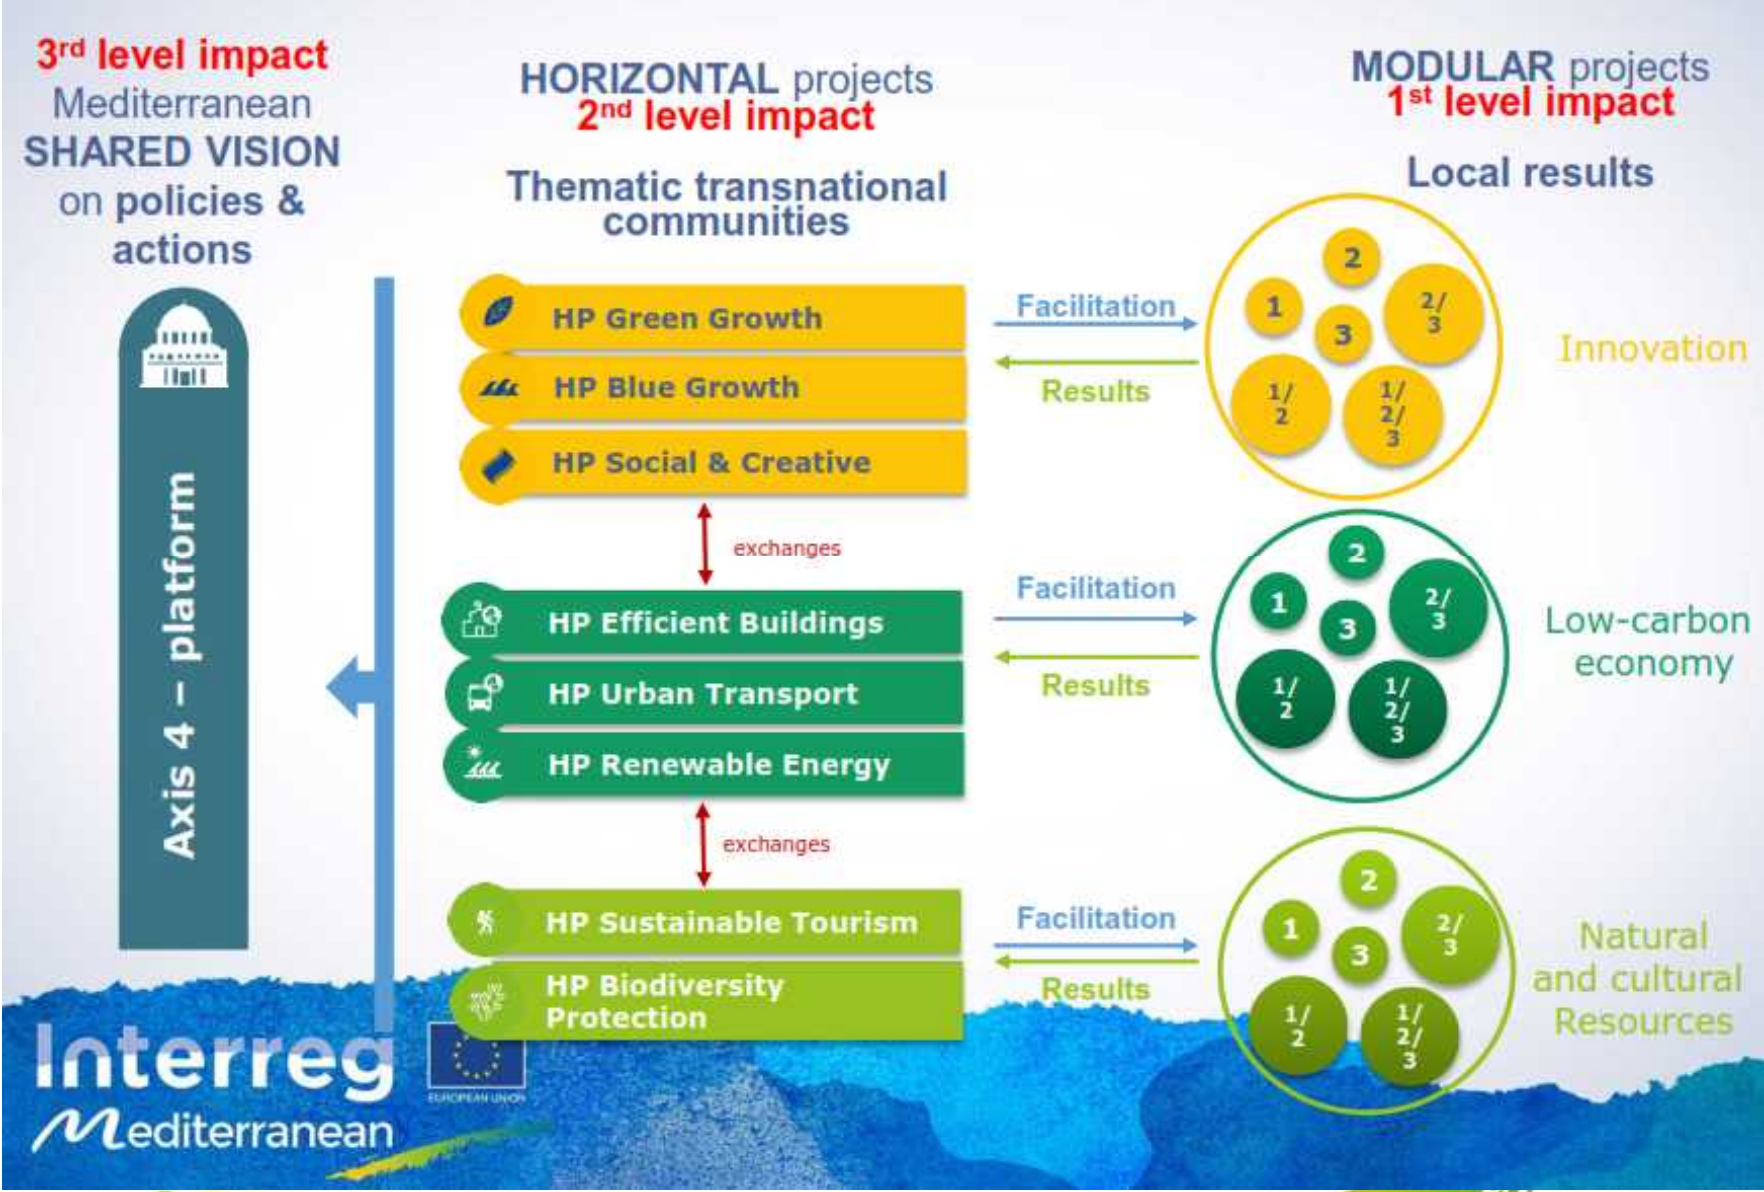 3rd level impact
Mediterranean
SHARED VISION
on policies &
actions
Axis 4 – platform
HORIZONTAL projects
2nd level impact
Thematic transnational
communities
HP Green Growth
HP Blue Growth
HP Social & Creative
exchanges
HP Efficient Buildings
HP Urban Transport
HP Renewable Energy
exchanges
HP Sustainable Tourism
HP Biodiversity
Protection
Facilitation
Results
Facilitation
Results
Facilitation
Results
MODULAR projects
1st level impact
Local results
2
1
3
2/
3
1/
2
1/
2/
3
Innovation
2
1
3
2/
3
1/
2
1/
2/
3
Low-carbon
economy
2
1
3
2/
3
1/
2
1/
2/
3
Natural
and cultural
Resources
Interreg
Mediterranean
EUROPEAN UNION